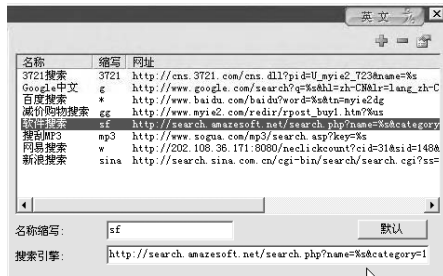 英文
名称 缩写 网址
3721搜索 3721 http://cns.3721.com/cns.dll?pid=U_myie2_723&name=%s
Google中文 g http://www.google.com/search?q=%s&hl=zh-CN&lr=lang_zh-
百度搜索 * http://www.baidu.com/baidu?word=%s&tn=myie2dg
减价购物搜索 gg http://www.myie2.com/redir/rpost_buy1.htm?%us
软件搜索 sf http://search.amazesoft.net/search.php?name=%s&category
搜刮MP3 mp3 http://www.sogua.com/mp3/search.asp?key=%s
网易搜索 w http://202.108.36.171:8080/neclickcount?cid=31&sid=148&
新浪搜索 sina http://search.sina.com.cn/cgi-bin/search/search.cgi?ss=
名称缩写: sf 默认
搜索引擎: http://search.amazesoft.net/search.php?name=%s&category=1